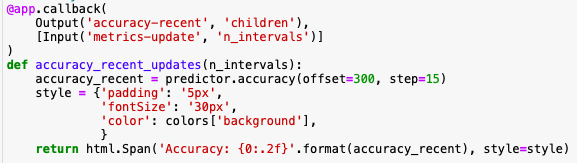 @app.callback(
    Output('accuracy-recent', 'children'),
    [Input('metrics-update', 'n_intervals')]
)
def accuracy_recent_updates(n_intervals):
    accuracy_recent = predictor.accuracy(offset=300, step=15)
    style = {'padding': '5px',
             'fontSize': '30px',
             'color': colors['background'],
             }
    return html.Span('Accuracy: {0:.2f}'.format(accuracy_recent), style=style)